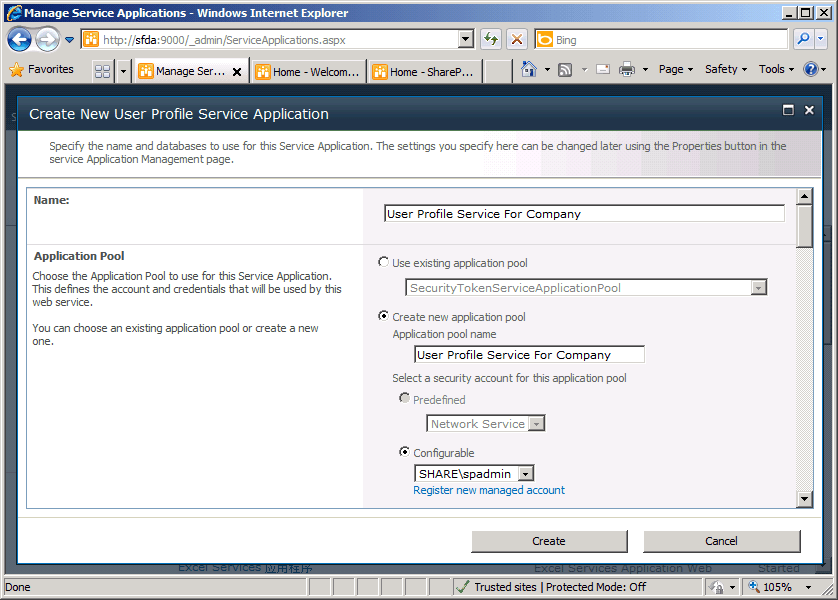 Manage Service Applications - Windows Internet Explorer
http://sfda:9000/_admin/ServiceApplications.aspx
Bing
Favorites
Manage Ser...
Home - Welcom...
Home - ShareP...
Page
Safety
Tools
Create New User Profile Service Application
Specify the name and databases to use for this Service Application. The settings you specify here can be changed later using the Properties button in the
service Application Management page.
Name:
User Profile Service For Company
Application Pool
Choose the Application Pool to use for this Service Application.
This defines the account and credentials that will be used by this
web service.
You can choose an existing application pool or create a new
one.
Use existing application pool
SecurityTokenServiceApplicationPool
Create new application pool
Application pool name
User Profile Service For Company
Select a security account for this application pool
Predefined
Network Service
Configurable
SHARE\spadmin
Register new managed account
Create
Cancel
Excel Services 应用程序
Excel Services Application Web
Started
Done
Trusted sites | Protected Mode: Off
105%